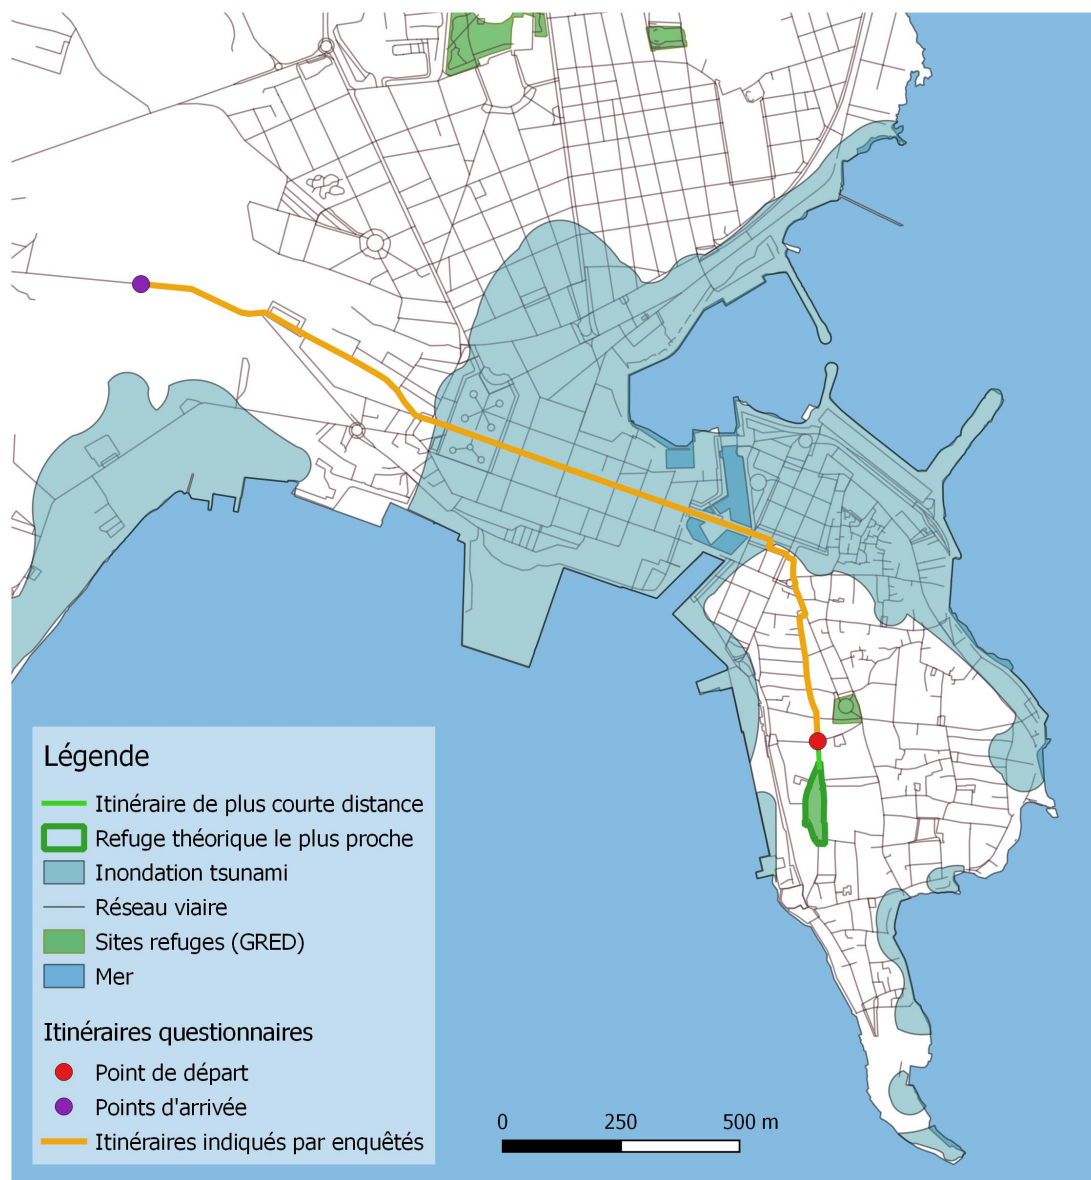 Légende
Itinéraire de plus courte distance
Refuge théorique le plus proche
Inondation tsunami
Réseau viaire
Sites refuges (GRED)
Mer
Itinéraires questionnaires
Point de départ
Points d'arrivée
Itinéraires indiqués par enquêtés
0 250 500 m